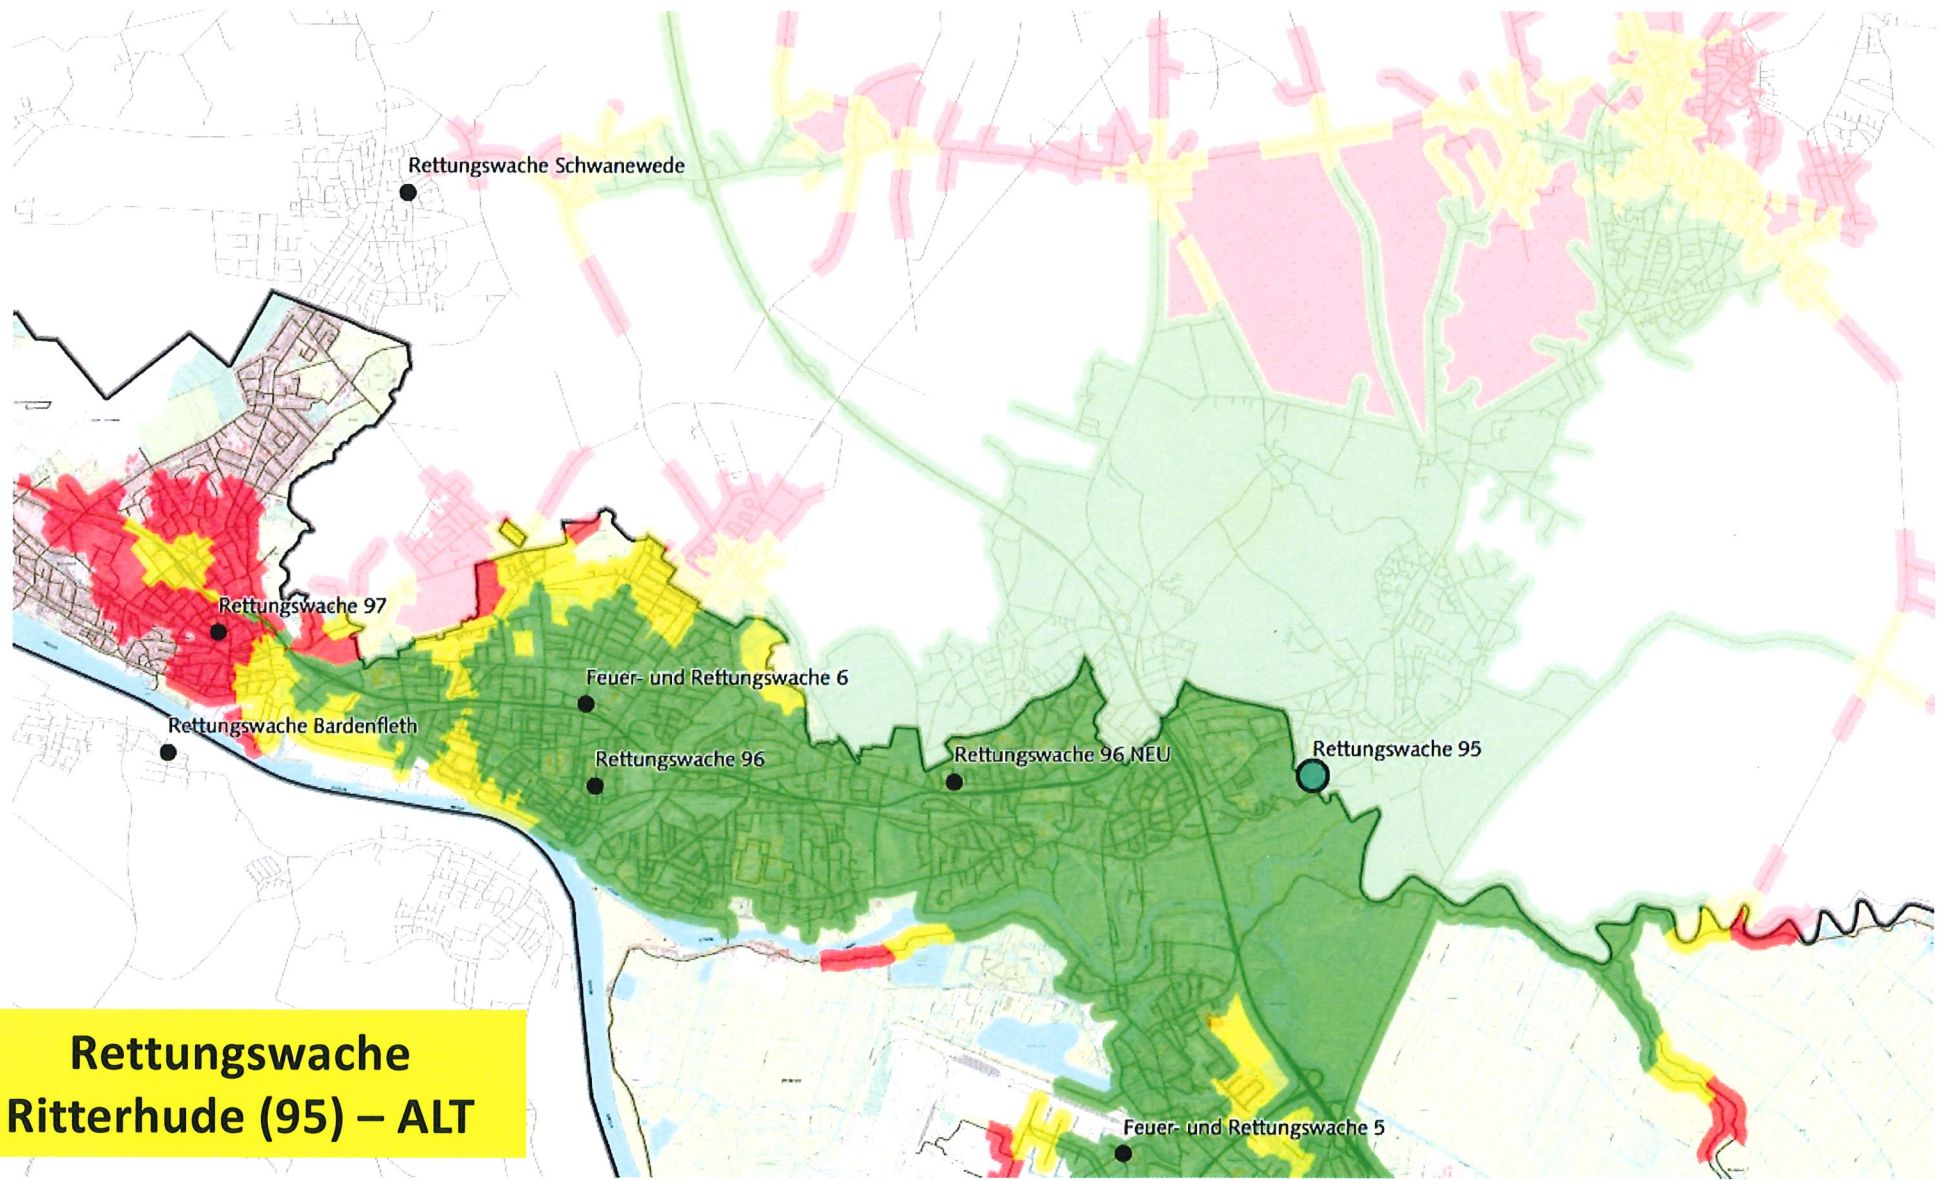 Rettungswache Schwanewede
Rettungswache 97
Feuer- und Rettungswache 6
Rettungswache Bardenfleth
Rettungswache 96
Rettungswache 96 NEU
Rettungswache 95
Rettungswache
Ritterhude (95) – ALT
Feuer- und Rettungswache 5